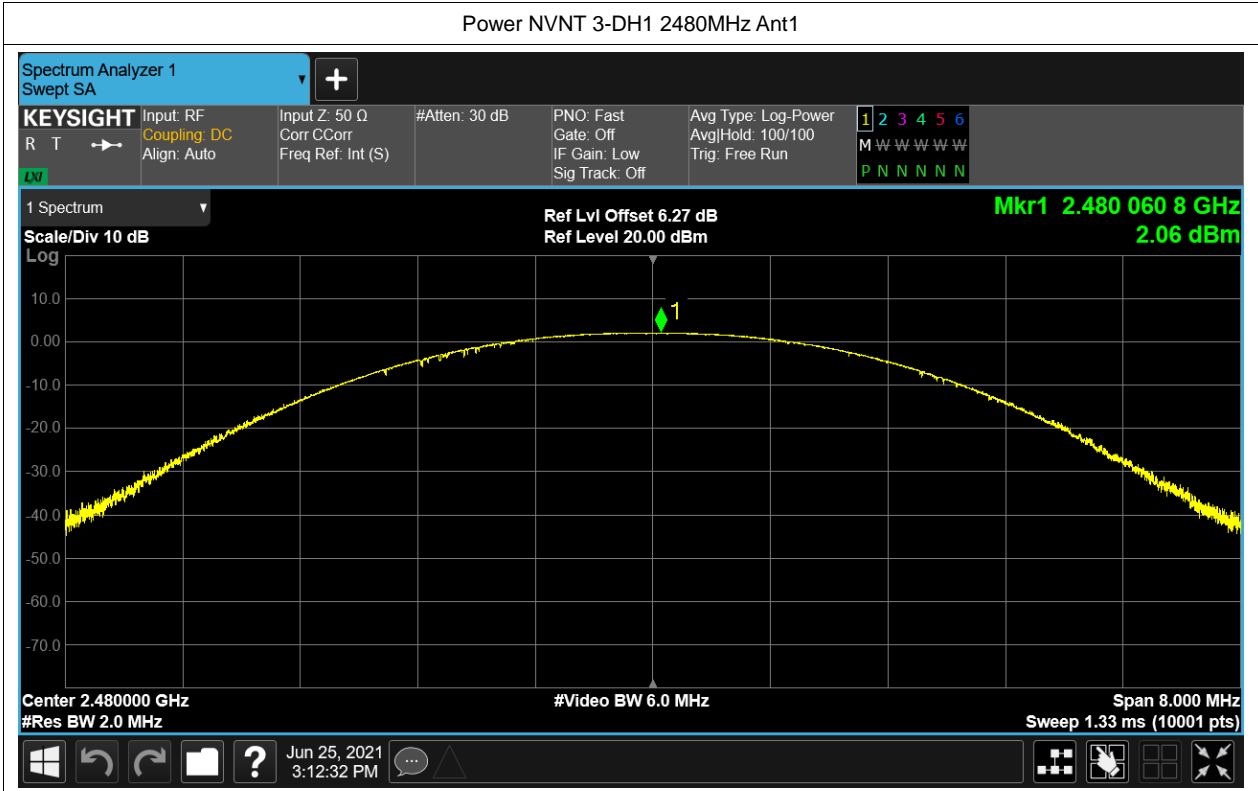 Power NVNT 3-DH1 2480MHz Ant1
Spectrum Analyzer 1
Swept SA
KEYSIGHT
R T
LXI
Input: RF
Coupling: DC
Align: Auto
Input Z: 50 Ω
Corr CCorr
Freq Ref: Int (S)
#Atten: 30 dB
PNO: Fast
Gate: Off
IF Gain: Low
Sig Track: Off
Avg Type: Log-Power
Avg|Hold: 100/100
Trig: Free Run
1 2 3 4 5 6
M W W W W W
P N N N N N
1 Spectrum
Scale/Div 10 dB
Log
Ref Lvl Offset 6.27 dB
Ref Level 20.00 dBm
Mkr1 2.480 060 8 GHz
2.06 dBm
1
10.0
0.00
-10.0
-20.0
-30.0
-40.0
-50.0
-60.0
-70.0
Center 2.480000 GHz
#Res BW 2.0 MHz
#Video BW 6.0 MHz
Span 8.000 MHz
Sweep 1.33 ms (10001 pts)
?
Jun 25, 2021
3:12:32 PM